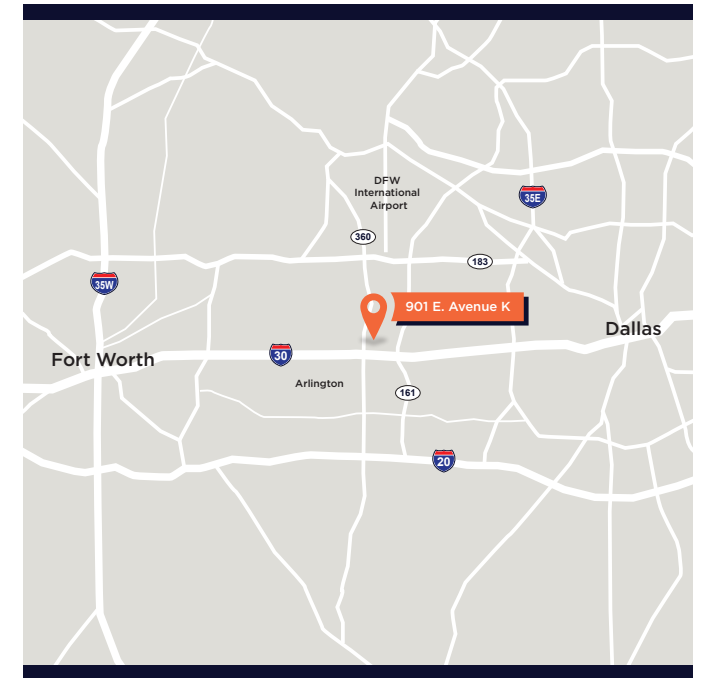 DFW
International
Airport
35E
360
183
35W
901 E. Avenue K
Dallas
30
Fort Worth
Arlington
161
20